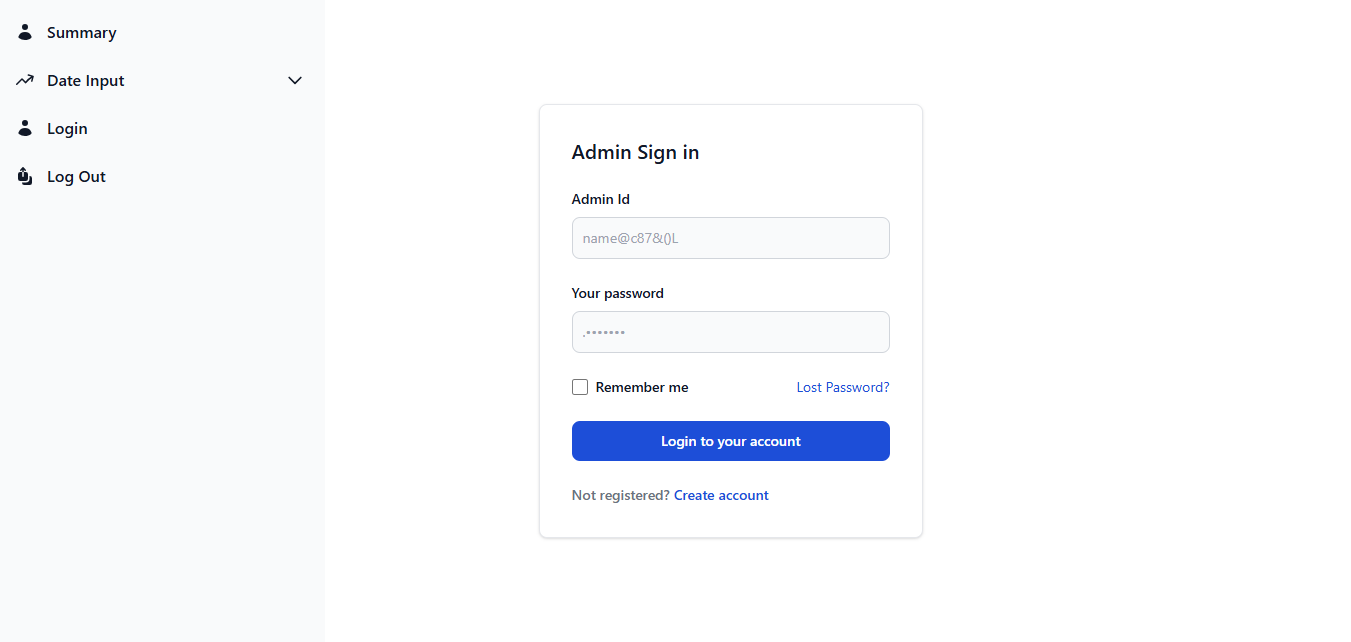 Summary
Date Input
Login
Log Out
Admin Sign in
Admin Id
name@c87&()L
Your password
.•••••••
Remember me
Lost Password?
Login to your account
Not registered? Create account